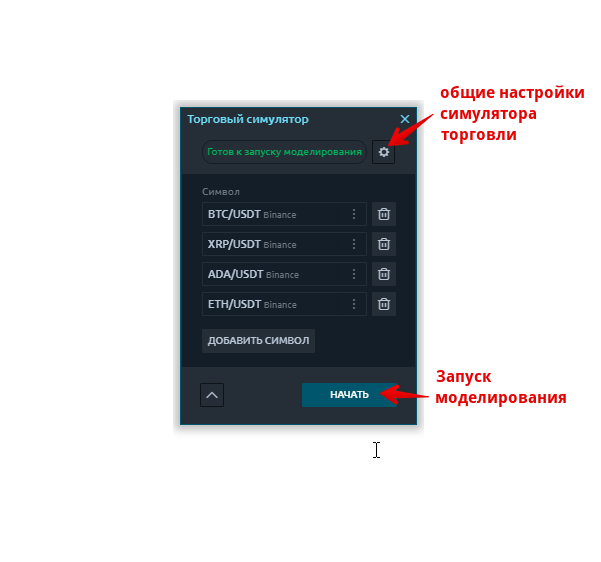 общие настройки
симулятора
торговли
Торговый симулятор
Готов к запуску моделирования
Символ
BTC/USDT Binance
XRP/USDT Binance
ADA/USDT Binance
ETH/USDT Binance
ДОБАВИТЬ СИМВОЛ
Запуск
моделирования
НАЧАТЬ